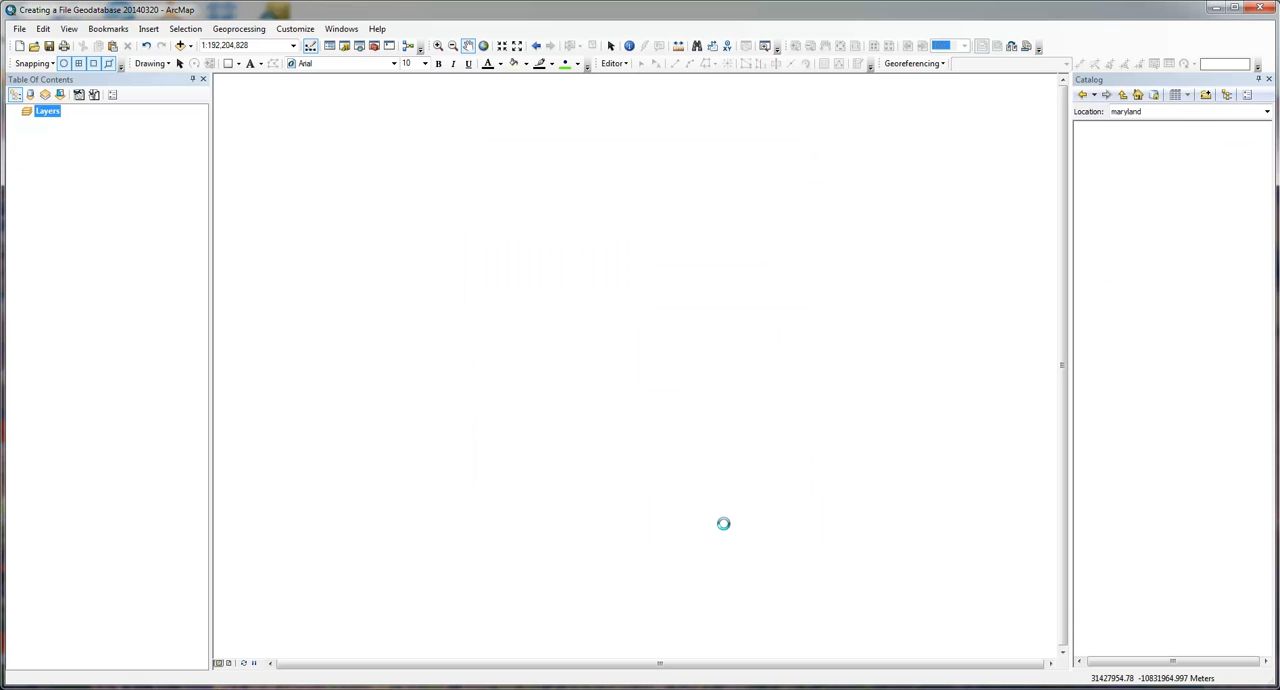 Creating a File Geodatabase 20140320 - ArcMap
File Edit View Bookmarks Insert Selection Geoprocessing Customize Windows Help
1:192,204,828
Snapping Drawing A Arial 10 B I U A Editor Georeferencing
Table Of Contents
Layers
Catalog
Location: maryland
31427954.78 -10831964.997 Meters